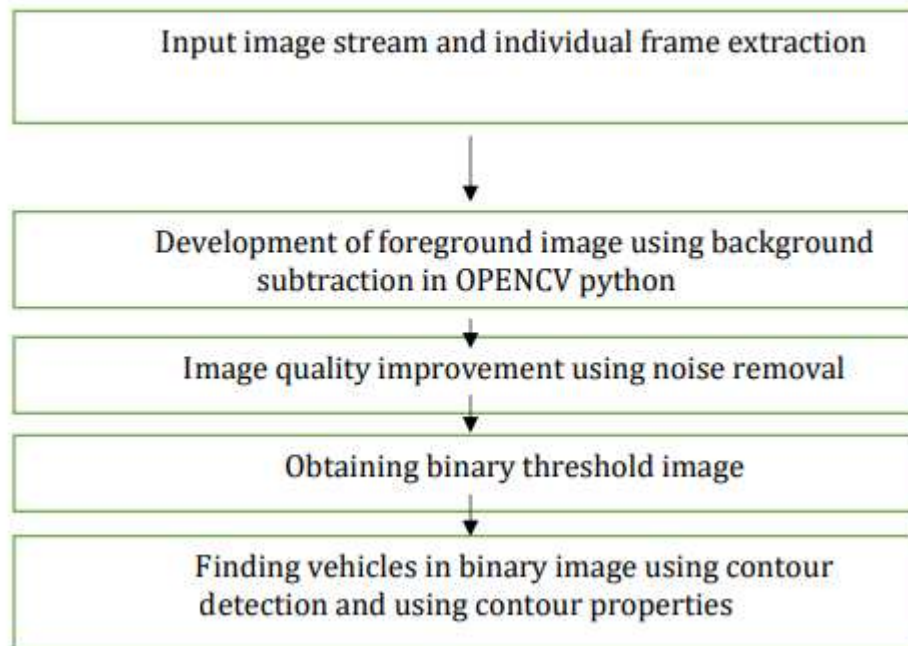 Input image stream and individual frame extraction
Development of foreground image using background
subtraction in OPENCV python
Image quality improvement using noise removal
Obtaining binary threshold image
Finding vehicles in binary image using contour
detection and using contour properties